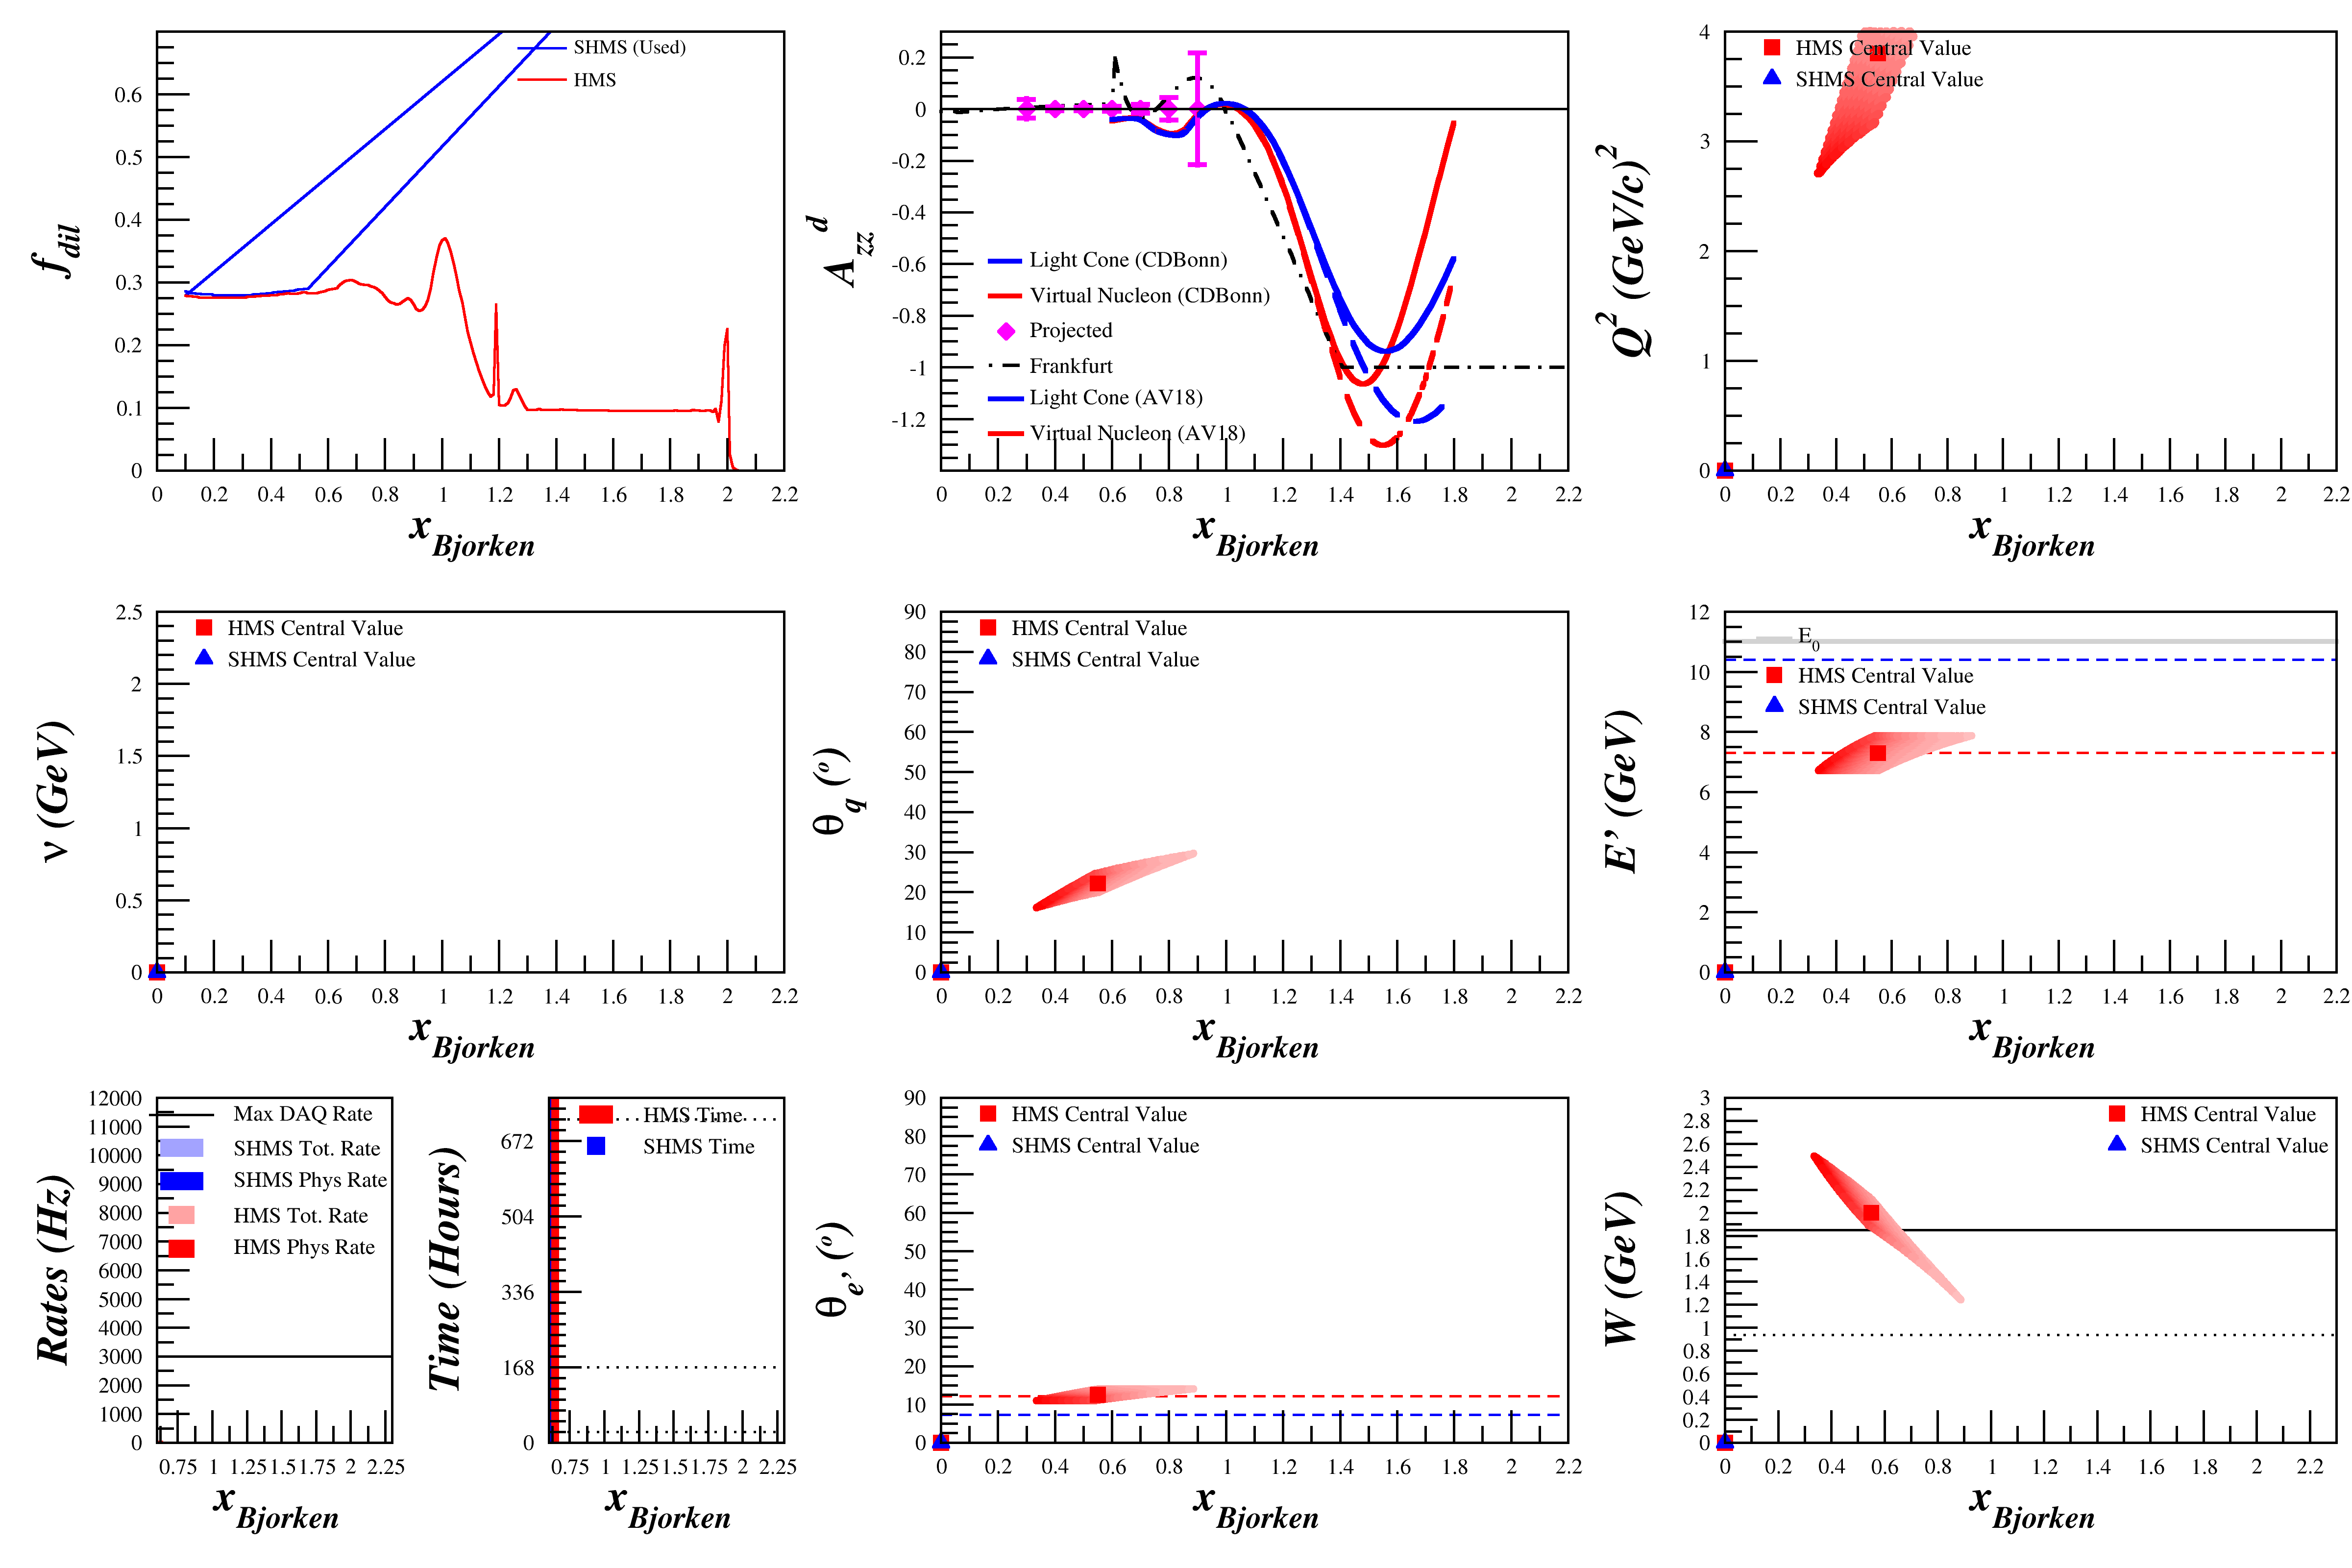 SHMS (Used)
HMS
0.6
0.5
0.4
0.3
0.2
0.1
0
0 0.2 0.4 0.6 0.8 1 1.2 1.4 1.6 1.8 2 2.2
f dil
x Bjorken
0.2
0
-0.2
-0.4
-0.6
-0.8
-1
-1.2
Light Cone (CDBonn)
Virtual Nucleon (CDBonn)
Projected
Frankfurt
Light Cone (AV18)
Virtual Nucleon (AV18)
0 0.2 0.4 0.6 0.8 1 1.2 1.4 1.6 1.8 2 2.2
A zz d
x Bjorken
HMS Central Value
SHMS Central Value
4
3
2
1
0
0 0.2 0.4 0.6 0.8 1 1.2 1.4 1.6 1.8 2 2.2
Q2 (GeV/c)2
x Bjorken
HMS Central Value
SHMS Central Value
2.5
2
1.5
1
0.5
0
0 0.2 0.4 0.6 0.8 1 1.2 1.4 1.6 1.8 2 2.2
ν (GeV)
x Bjorken
HMS Central Value
SHMS Central Value
90
80
70
60
50
40
30
20
10
0
0 0.2 0.4 0.6 0.8 1 1.2 1.4 1.6 1.8 2 2.2
θq (o)
x Bjorken
E0
HMS Central Value
SHMS Central Value
12
10
8
6
4
2
0
0 0.2 0.4 0.6 0.8 1 1.2 1.4 1.6 1.8 2 2.2
E' (GeV)
x Bjorken
Max DAQ Rate
SHMS Tot. Rate
SHMS Phys Rate
HMS Tot. Rate
HMS Phys Rate
12000
11000
10000
9000
8000
7000
6000
5000
4000
3000
2000
1000
0
0.75 1 1.25 1.5 1.75 2 2.25
Rates (Hz)
x Bjorken
HMS Time
SHMS Time
672
504
336
168
0
0.75 1 1.25 1.5 1.75 2 2.25
Time (Hours)
x Bjorken
HMS Central Value
SHMS Central Value
90
80
70
60
50
40
30
20
10
0
0 0.2 0.4 0.6 0.8 1 1.2 1.4 1.6 1.8 2 2.2
θe' (o)
x Bjorken
HMS Central Value
SHMS Central Value
3
2.8
2.6
2.4
2.2
2
1.8
1.6
1.4
1.2
1
0.8
0.6
0.4
0.2
0
0 0.2 0.4 0.6 0.8 1 1.2 1.4 1.6 1.8 2 2.2
W (GeV)
x Bjorken